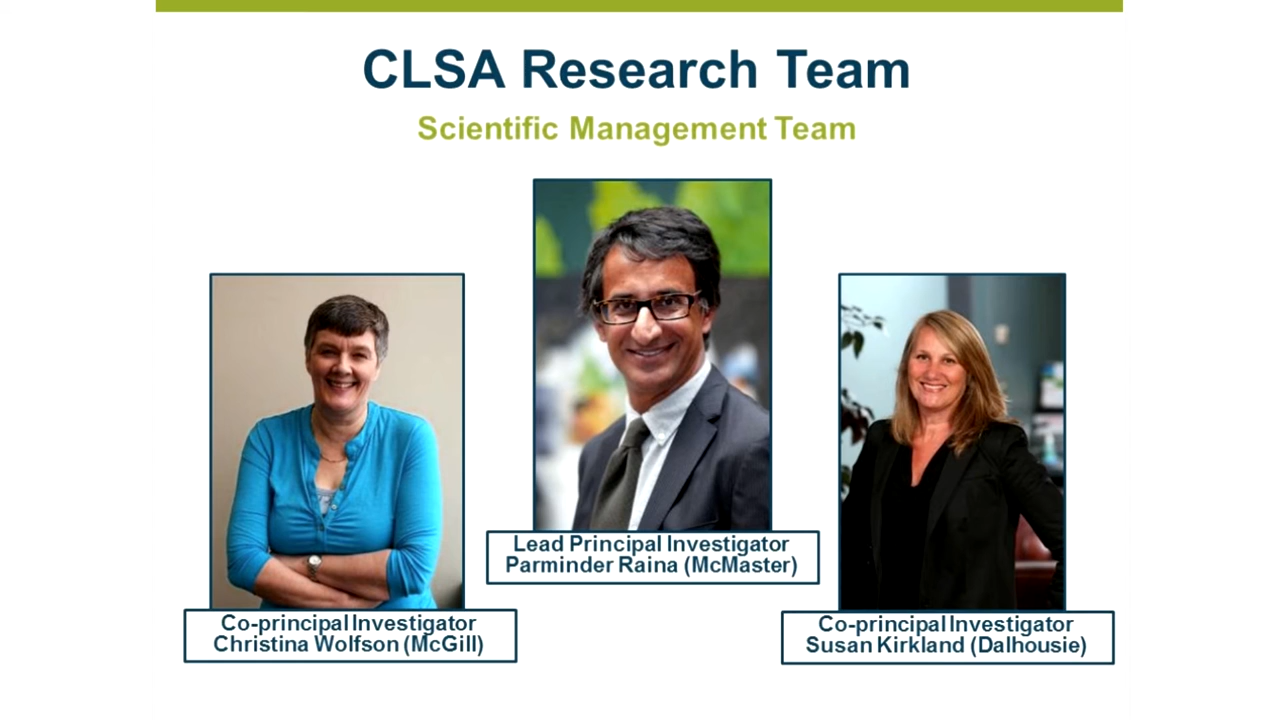 CLSA Research Team
Scientific Management Team
Lead Principal Investigator
Parminder Raina (McMaster)
Co-principal Investigator
Christina Wolfson (McGill)
Co-principal Investigator
Susan Kirkland (Dalhousie)